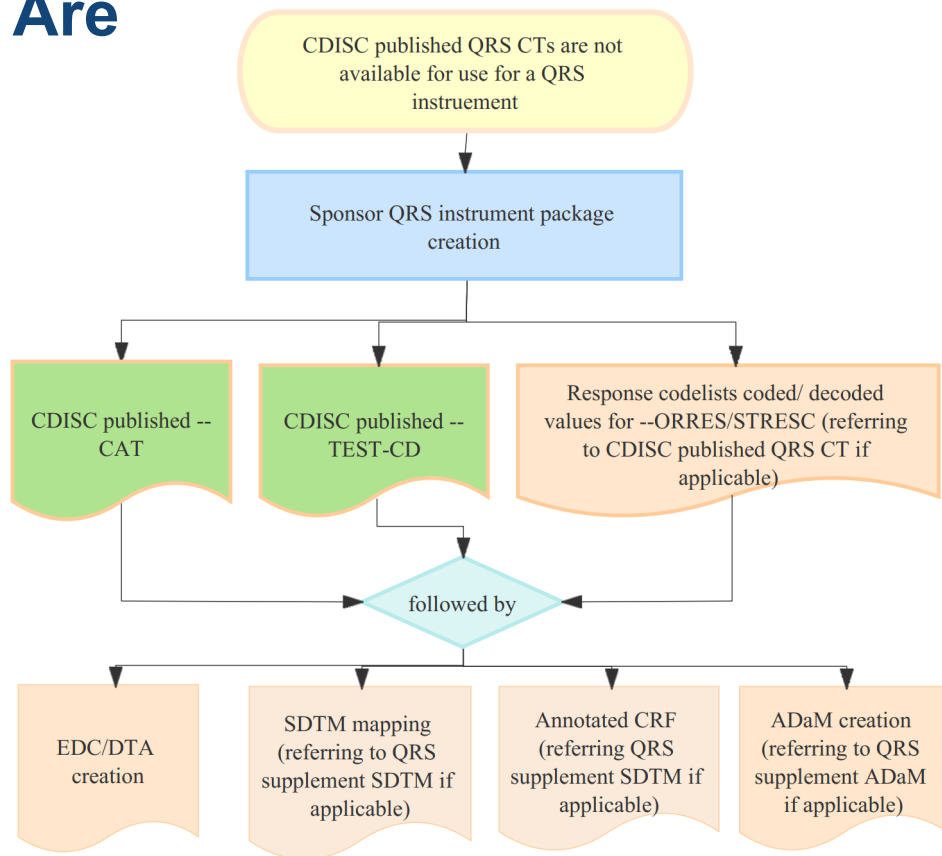 Are
CDISC published QRS CTs are not
available for use for a QRS
instruement
Sponsor QRS instrument package
creation
CDISC published --
CAT
CDISC published --
TEST-CD
Response codelists coded/ decoded
values for --ORRES/STRESC (referring
to CDISC published QRS CT if
applicable)
followed by
EDC/DTA
creation
SDTM mapping
(referring to QRS
supplement SDTM if
applicable)
Annotated CRF
(referring QRS
supplement SDTM if
applicable)
ADaM creation
(referring to QRS
supplement ADaM
if applicable)